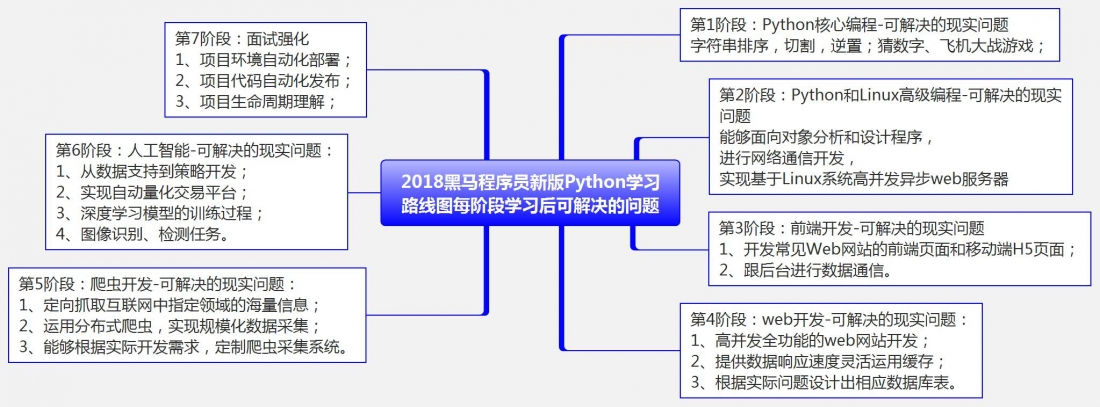 2018黑马程序员新版Python学习
路线图每阶段学习后可解决的问题
第1阶段：Python核心编程-可解决的现实问题
字符串排序，切割，逆置；猜数字、飞机大战游戏；
第2阶段：Python和Linux高级编程-可解决的现实
问题
能够面向对象分析和设计程序，
进行网络通信开发，
实现基于Linux系统高并发异步web服务器
第3阶段：前端开发-可解决的现实问题
1、开发常见Web网站的前端页面和移动端H5页面；
2、跟后台进行数据通信。
第4阶段：web开发-可解决的现实问题：
1、高并发全功能的web网站开发；
2、提供数据响应速度灵活运用缓存；
3、根据实际问题设计出相应数据库表。
第5阶段：爬虫开发-可解决的现实问题：
1、定向抓取互联网中指定领域的海量信息；
2、运用分布式爬虫，实现规模化数据采集；
3、能够根据实际开发需求，定制爬虫采集系统。
第6阶段：人工智能-可解决的现实问题：
1、从数据支持到策略开发；
2、实现自动量化交易平台；
3、深度学习模型的训练过程；
4、图像识别、检测任务。
第7阶段：面试强化
1、项目环境自动化部署；
2、项目代码自动化发布；
3、项目生命周期理解；